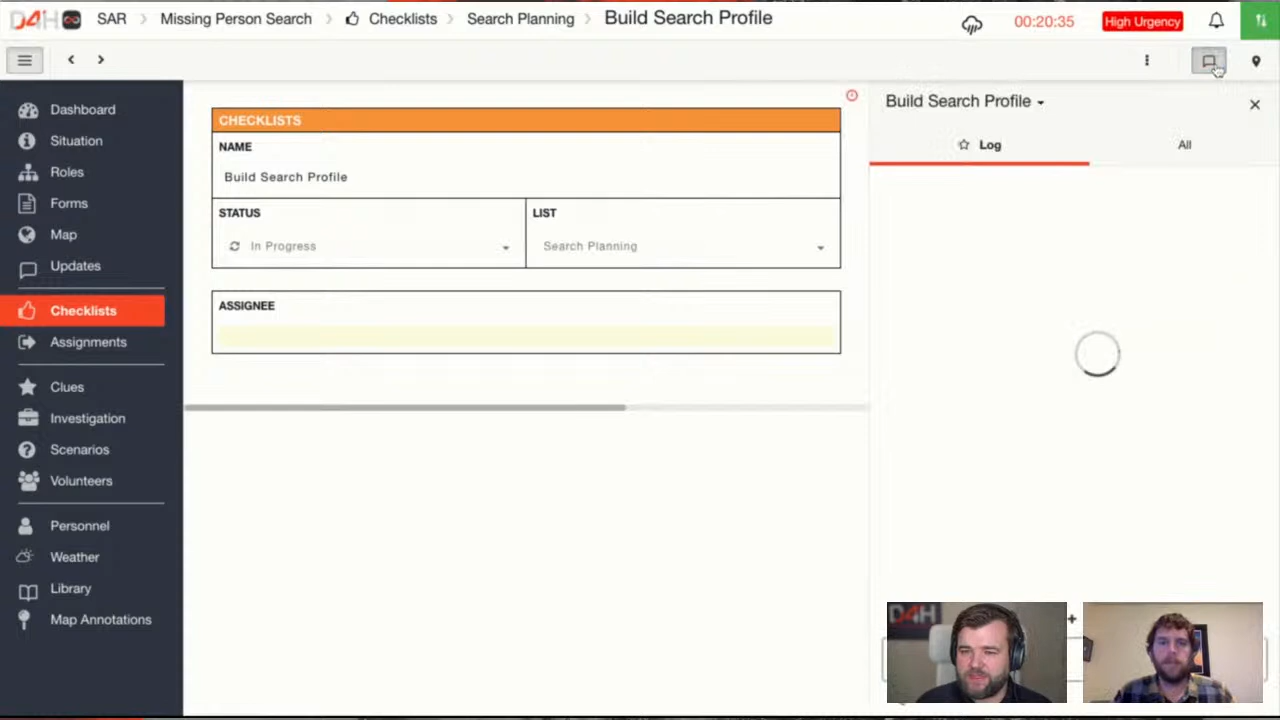 D4H SAR Missing Person Search Checklists Search Planning Build Search Profile 00:20:35 High Urgency
Dashboard
Situation
Roles
Forms
Map
Updates
Checklists
Assignments
Clues
Investigation
Scenarios
Volunteers
Personnel
Weather
Library
Map Annotations
CHECKLISTS
NAME
Build Search Profile
STATUS
In Progress
LIST
Search Planning
ASSIGNEE
Build Search Profile
Log All
D4H